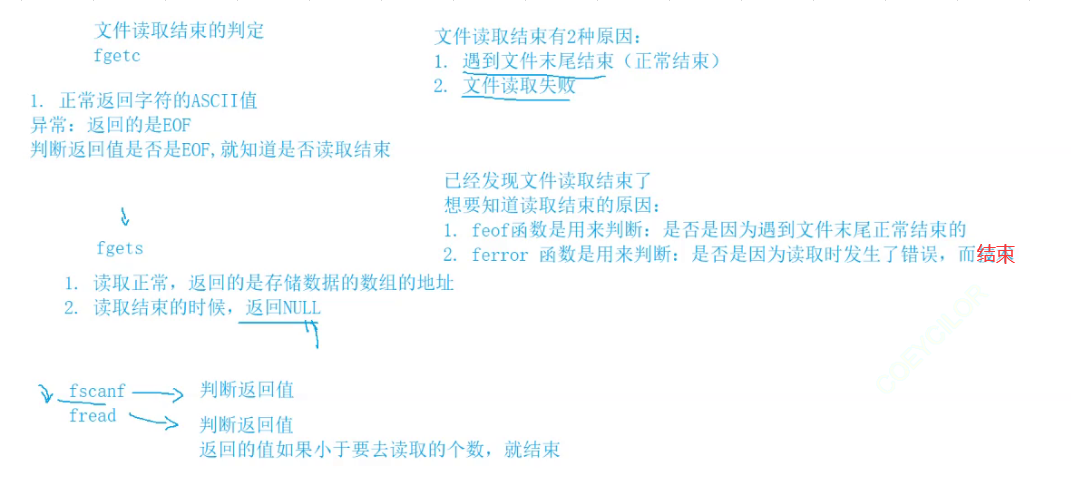 文件读取结束的判定
fgetc
1. 正常返回字符的ASCII值
异常：返回的是EOF
判断返回值是否是EOF,就知道是否读取结束
fgets
1. 读取正常，返回的是存储数据的数组的地址
2. 读取结束的时候，返回NULL
fscanf
判断返回值
fread
判断返回值
返回的值如果小于要去读取的个数，就结束
文件读取结束有2种原因：
1. 遇到文件末尾结束（正常结束）
2. 文件读取失败
已经发现文件读取结束了
想要知道读取结束的原因：
1. feof函数是用来判断：是否是因为遇到文件末尾正常结束的
2. ferror 函数是用来判断：是否是因为读取时发生了错误，而结束